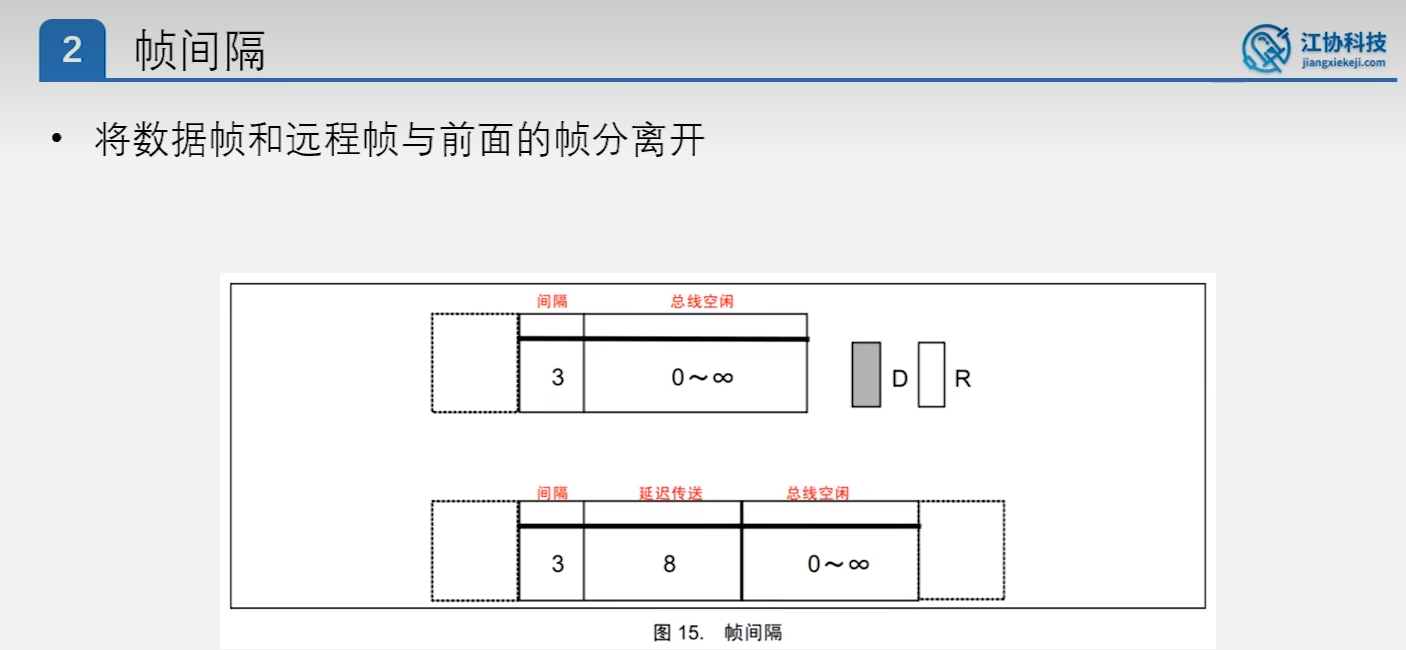 2 帧间隔
江协科技
jiangxiekeji.com
• 将数据帧和远程帧与前面的帧分离开
间隔 总线空闲
3 0～∞
D R
间隔 延迟传送 总线空闲
3 8 0～∞
图 15. 帧间隔